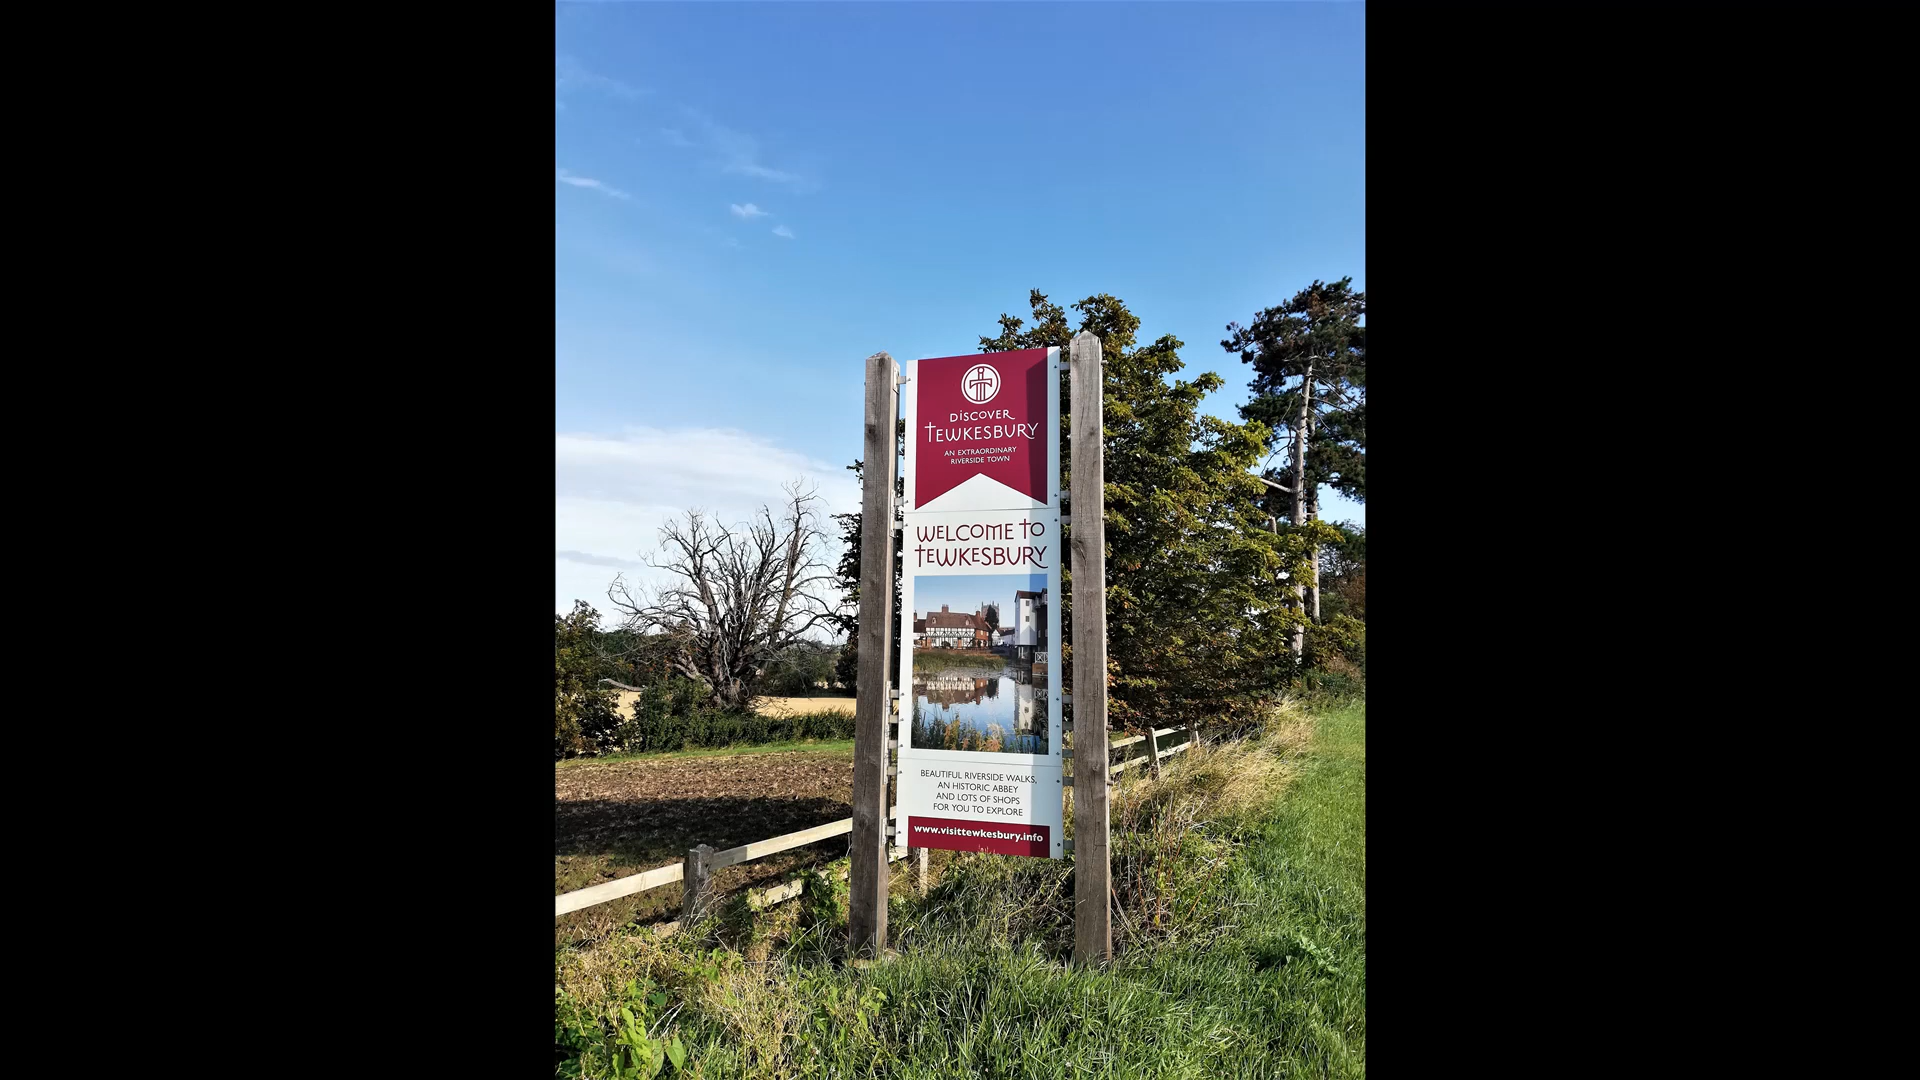 DISCOVER
TEWKESBURY
AN EXTRAORDINARY
RIVERSIDE TOWN
WELCOME TO
TEWKESBURY
BEAUTIFUL RIVERSIDE WALKS,
AN HISTORIC ABBEY
AND LOTS OF SHOPS
FOR YOU TO EXPLORE
www.visittewkesbury.info